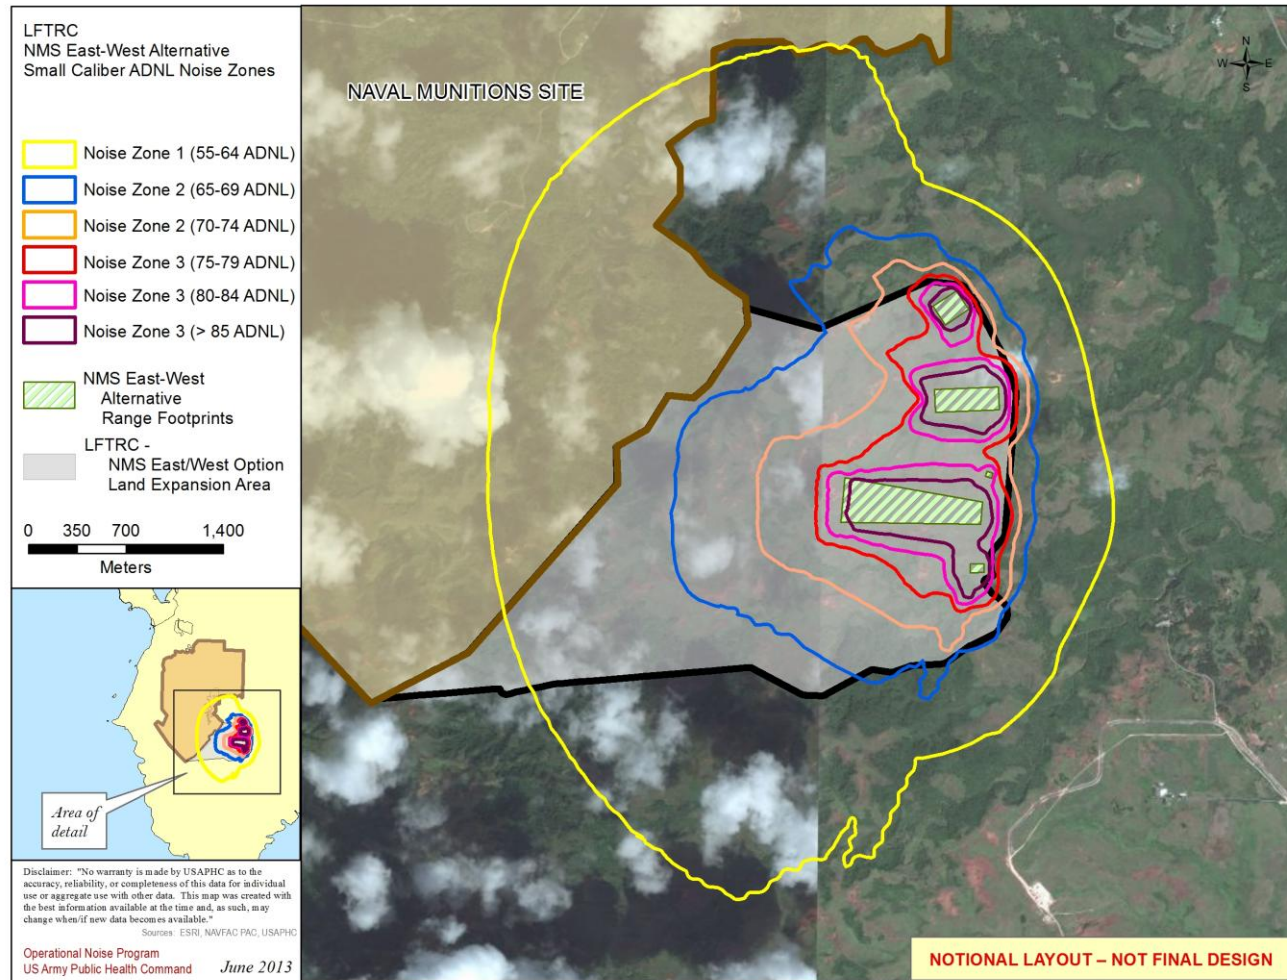 LFTRC
NMS East-West Alternative
Small Caliber ADNL Noise Zones
Noise Zone 1 (55-64 ADNL)
Noise Zone 2 (65-69 ADNL)
Noise Zone 2 (70-74 ADNL)
Noise Zone 3 (75-79 ADNL)
Noise Zone 3 (80-84 ADNL)
Noise Zone 3 (> 85 ADNL)
NMS East-West
Alternative
Range Footprints
LFTRC -
NMS East/West Option
Land Expansion Area
0 350 700 1,400
Meters
Area of
detail
Disclaimer: "No warranty is made by USAPHC as to the
accuracy, reliability, or completeness of this data for individual
use or aggregate use with other data. This map was created with
the best information available at the time and, as such, may
change when/if new data becomes available."
Sources: ESRI, NAVFAC PAC, USAPHC
Operational Noise Program
US Army Public Health Command June 2013
NAVAL MUNITIONS SITE
N
W E
S
NOTIONAL LAYOUT – NOT FINAL DESIGN